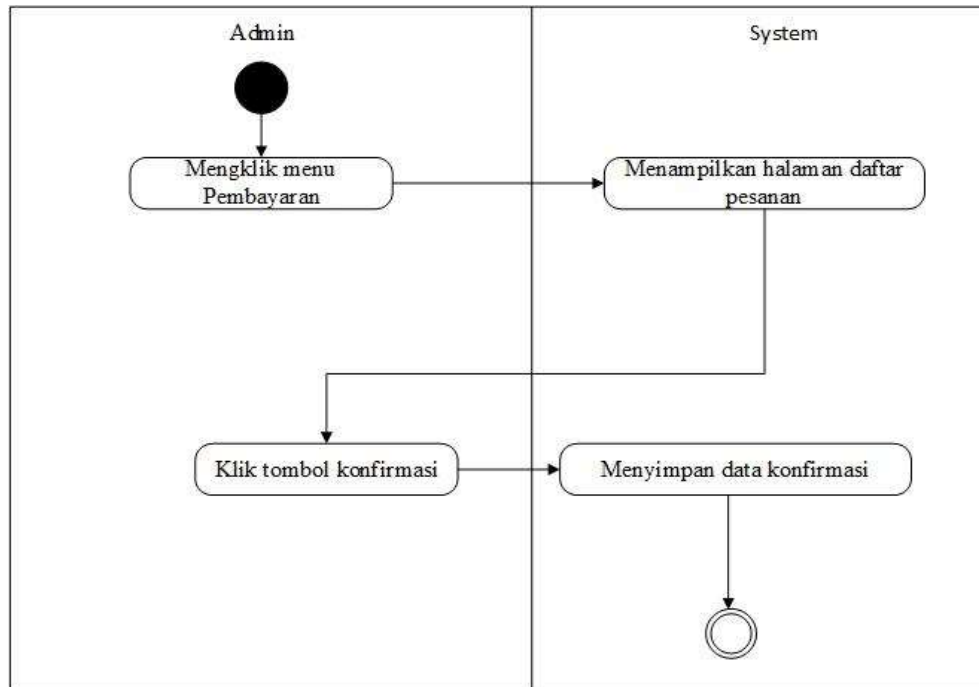 Admin
System
Mengklik menu
Pembayaran
Menampilkan halaman daftar
pesanan
Klik tombol konfirmasi
Menyimpan data konfirmasi